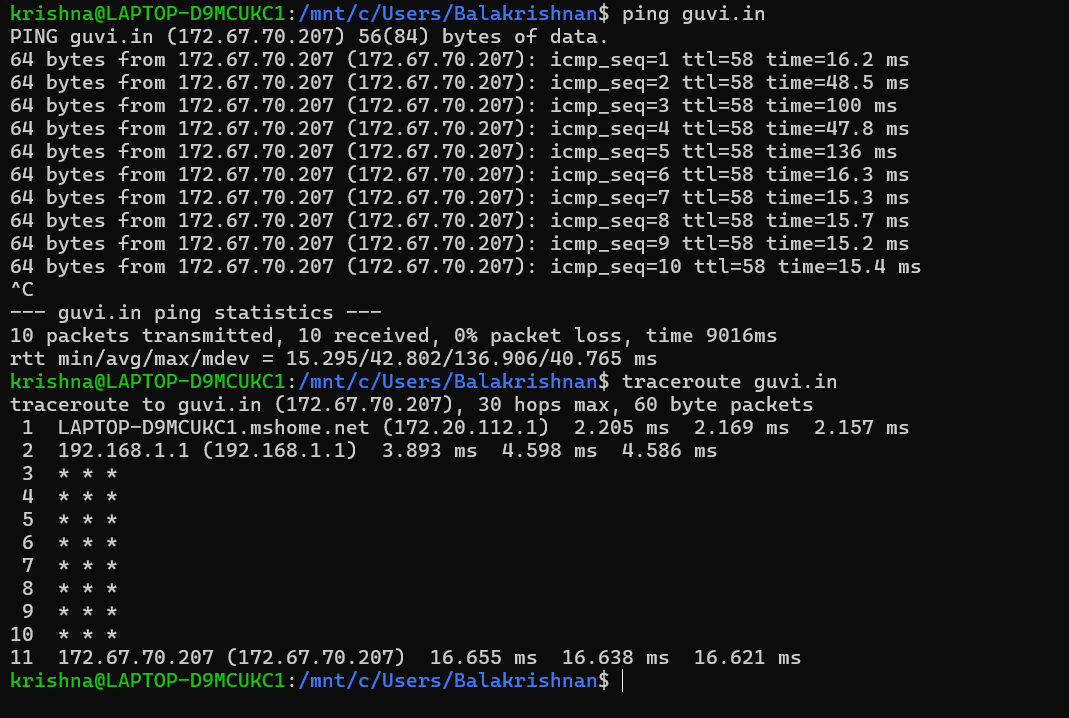 krishna@LAPTOP-D9MCUKC1:/mnt/c/Users/Balakrishnan$ ping guvi.in
PING guvi.in (172.67.70.207) 56(84) bytes of data.
64 bytes from 172.67.70.207 (172.67.70.207): icmp_seq=1 ttl=58 time=16.2 ms
64 bytes from 172.67.70.207 (172.67.70.207): icmp_seq=2 ttl=58 time=48.5 ms
64 bytes from 172.67.70.207 (172.67.70.207): icmp_seq=3 ttl=58 time=100 ms
64 bytes from 172.67.70.207 (172.67.70.207): icmp_seq=4 ttl=58 time=47.8 ms
64 bytes from 172.67.70.207 (172.67.70.207): icmp_seq=5 ttl=58 time=136 ms
64 bytes from 172.67.70.207 (172.67.70.207): icmp_seq=6 ttl=58 time=16.3 ms
64 bytes from 172.67.70.207 (172.67.70.207): icmp_seq=7 ttl=58 time=15.3 ms
64 bytes from 172.67.70.207 (172.67.70.207): icmp_seq=8 ttl=58 time=15.7 ms
64 bytes from 172.67.70.207 (172.67.70.207): icmp_seq=9 ttl=58 time=15.2 ms
64 bytes from 172.67.70.207 (172.67.70.207): icmp_seq=10 ttl=58 time=15.4 ms
^C
--- guvi.in ping statistics ---
10 packets transmitted, 10 received, 0% packet loss, time 9016ms
rtt min/avg/max/mdev = 15.295/42.802/136.906/40.765 ms
krishna@LAPTOP-D9MCUKC1:/mnt/c/Users/Balakrishnan$ traceroute guvi.in
traceroute to guvi.in (172.67.70.207), 30 hops max, 60 byte packets
 1  LAPTOP-D9MCUKC1.mshome.net (172.20.112.1)  2.205 ms  2.169 ms  2.157 ms
 2  192.168.1.1 (192.168.1.1)  3.893 ms  4.598 ms  4.586 ms
 3  * * *
 4  * * *
 5  * * *
 6  * * *
 7  * * *
 8  * * *
 9  * * *
10  * * *
11  172.67.70.207 (172.67.70.207)  16.655 ms  16.638 ms  16.621 ms
krishna@LAPTOP-D9MCUKC1:/mnt/c/Users/Balakrishnan$